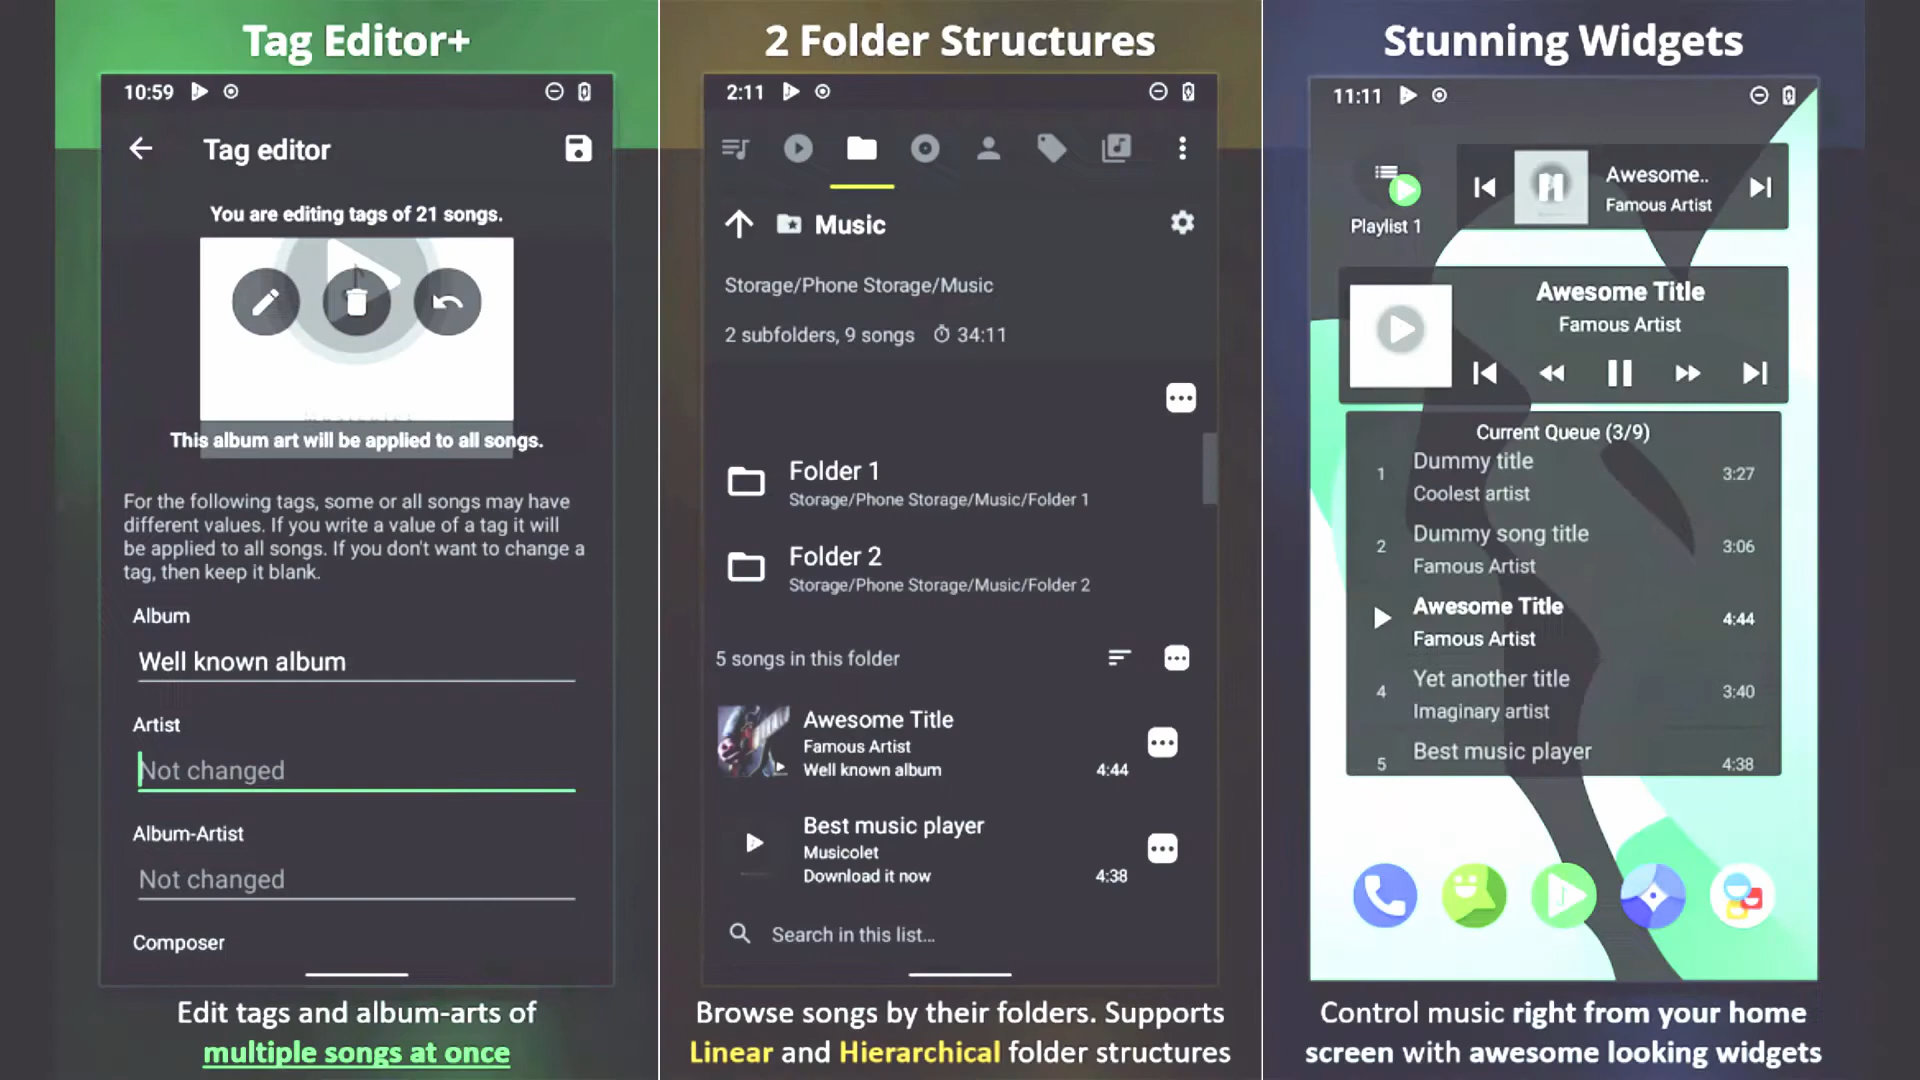 Tag Editor+
10:59
Tag editor
You are editing tags of 21 songs.
This album art will be applied to all songs.
For the following tags, some or all songs may have
different values. If you write a value of a tag it will
be applied to all songs. If you don't want to change a
tag, then keep it blank.
Album
Well known album
Artist
Not changed
Album-Artist
Not changed
Composer
Edit tags and album-arts of
multiple songs at once
2 Folder Structures
2:11
Music
Storage/Phone Storage/Music
2 subfolders, 9 songs 34:11
Folder 1
Storage/Phone Storage/Music/Folder 1
Folder 2
Storage/Phone Storage/Music/Folder 2
5 songs in this folder
Awesome Title
Famous Artist
Well known album 4:44
Best music player
Musicolet
Download it now 4:38
Search in this list...
Browse songs by their folders. Supports
Linear and Hierarchical folder structures
Stunning Widgets
11:11
Playlist 1
Awesome..
Famous Artist
Awesome Title
Famous Artist
Current Queue (3/9)
1 Dummy title 3:27
Coolest artist
2 Dummy song title 3:06
Famous Artist
Awesome Title 4:44
Famous Artist
4 Yet another title 3:40
Imaginary artist
5 Best music player 4:38
Control music right from your home
screen with awesome looking widgets